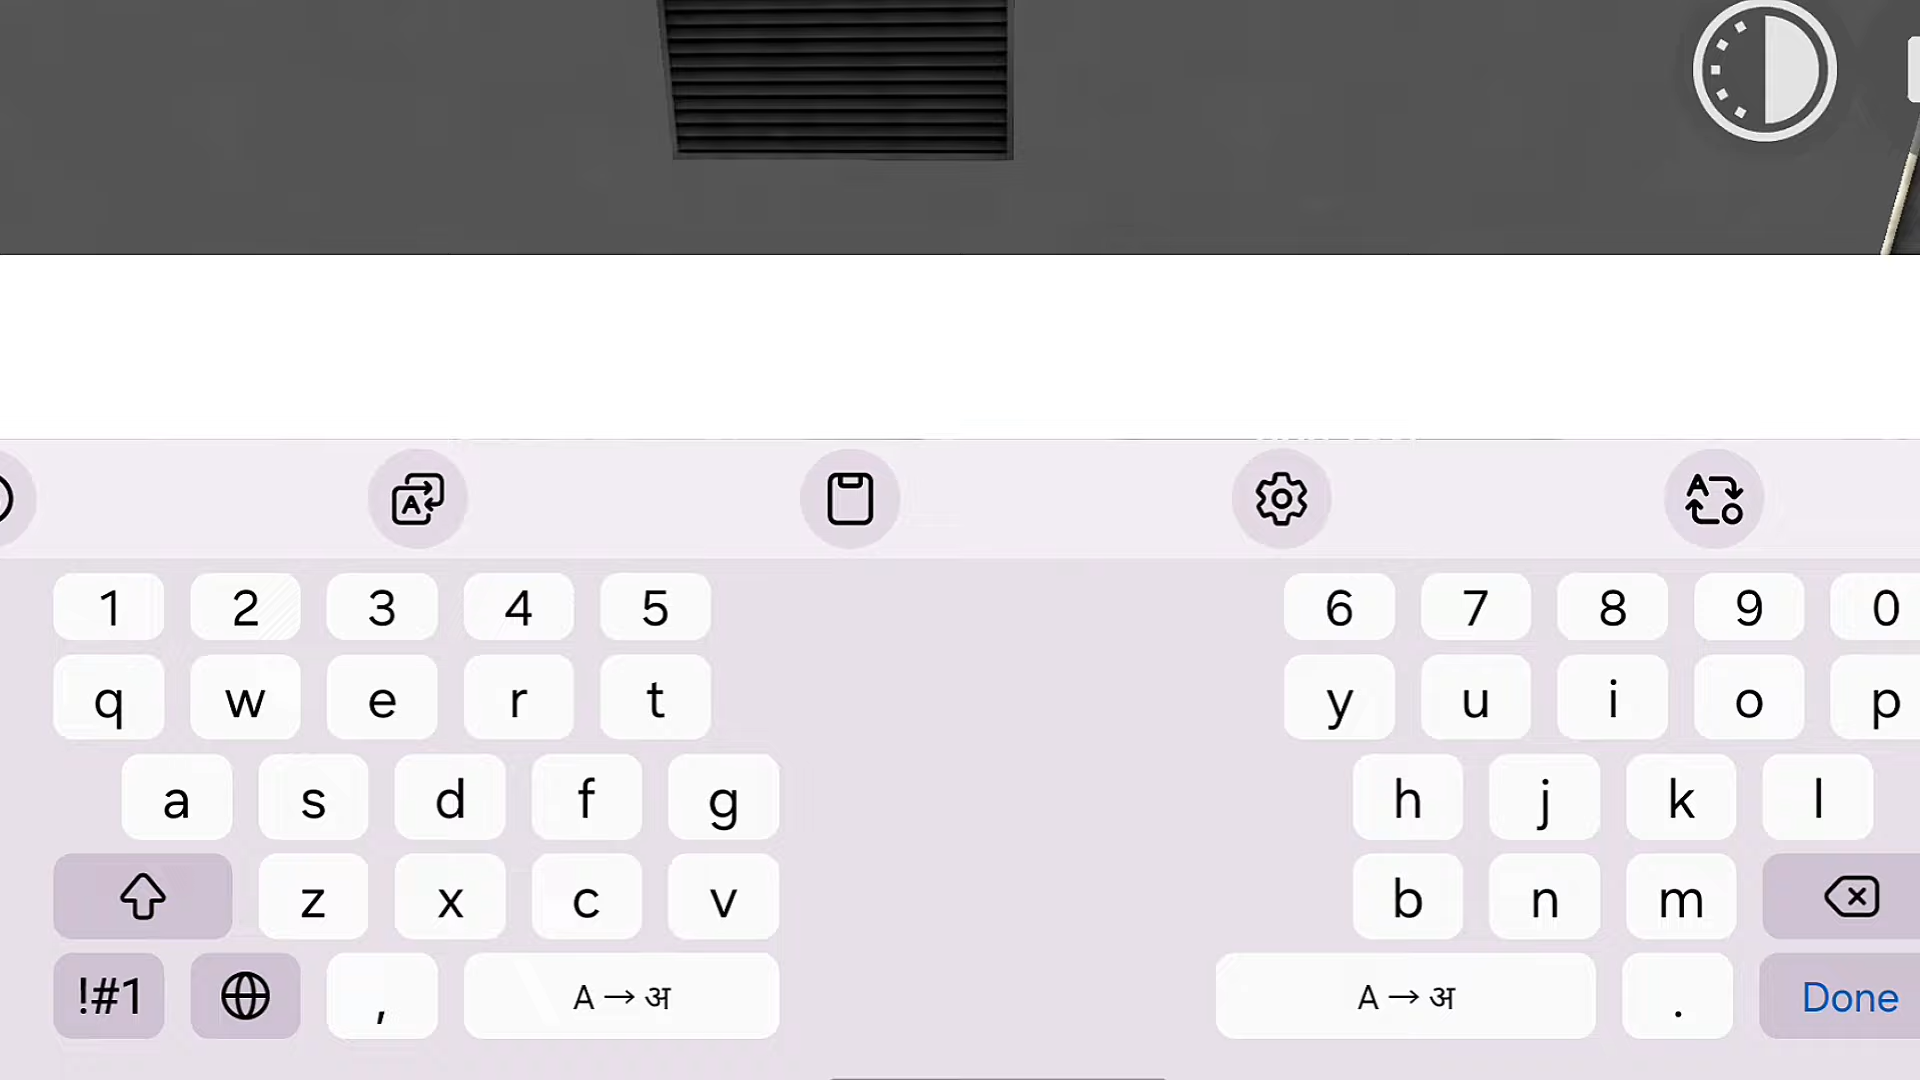 1 2 3 4 5 6 7 8 9 0
q w e r t y u i o p
a s d f g h j k l
z x c v b n m
!#1 , A → अ A → अ . Done